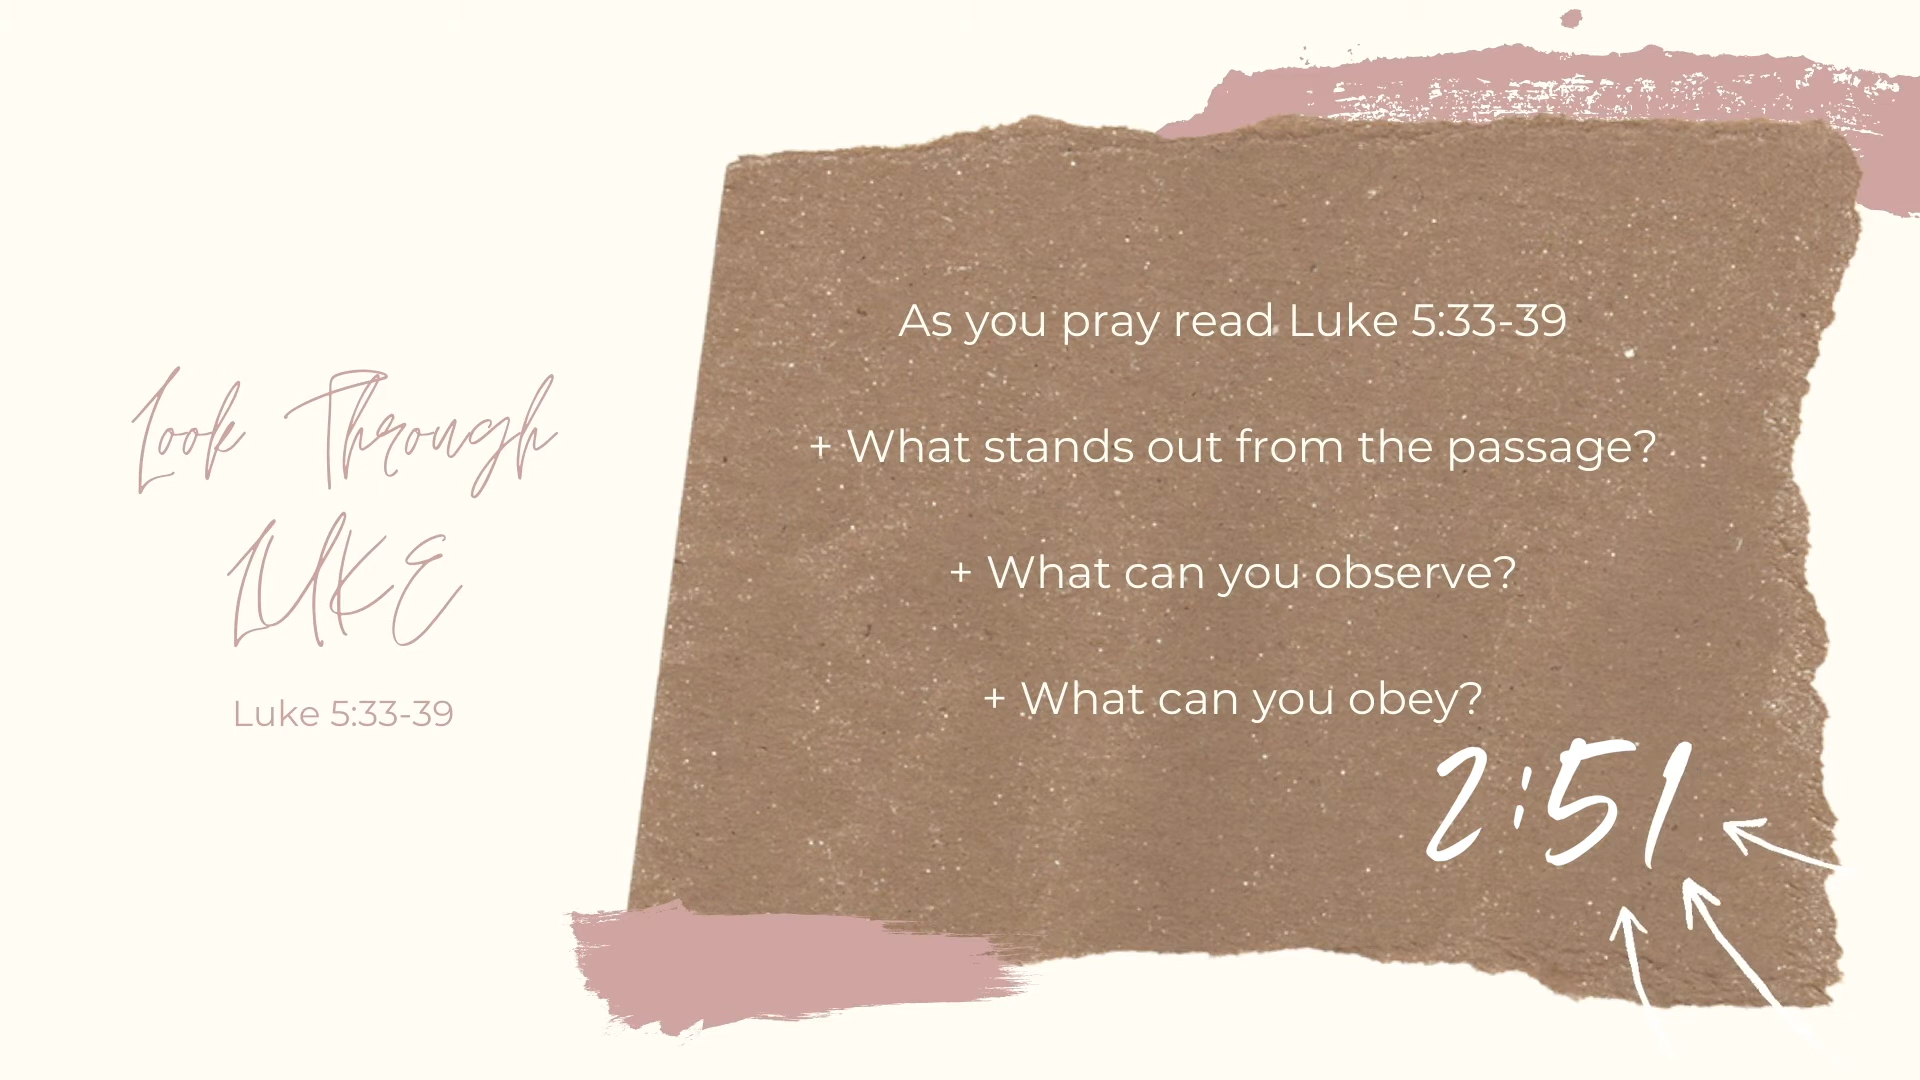 Look Through
LUKE
Luke 5:33-39
As you pray read Luke 5:33-39
+ What stands out from the passage?
+ What can you observe?
+ What can you obey?
2:51